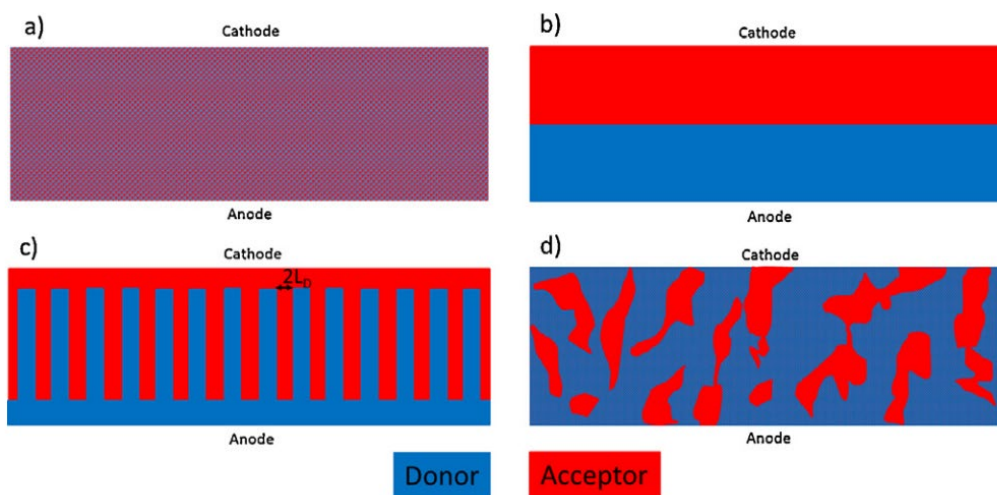 a)
Cathode
Anode
b)
Cathode
Anode
c)
Cathode
2L_D
Anode
d)
Cathode
Anode
Donor
Acceptor